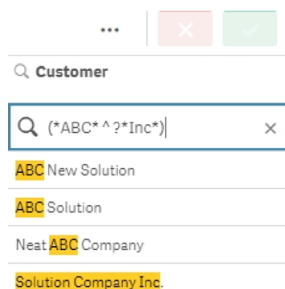 ...
Customer
(*ABC* ^ ?*Inc*)
ABC New Solution
ABC Solution
Neat ABC Company
Solution Company Inc.